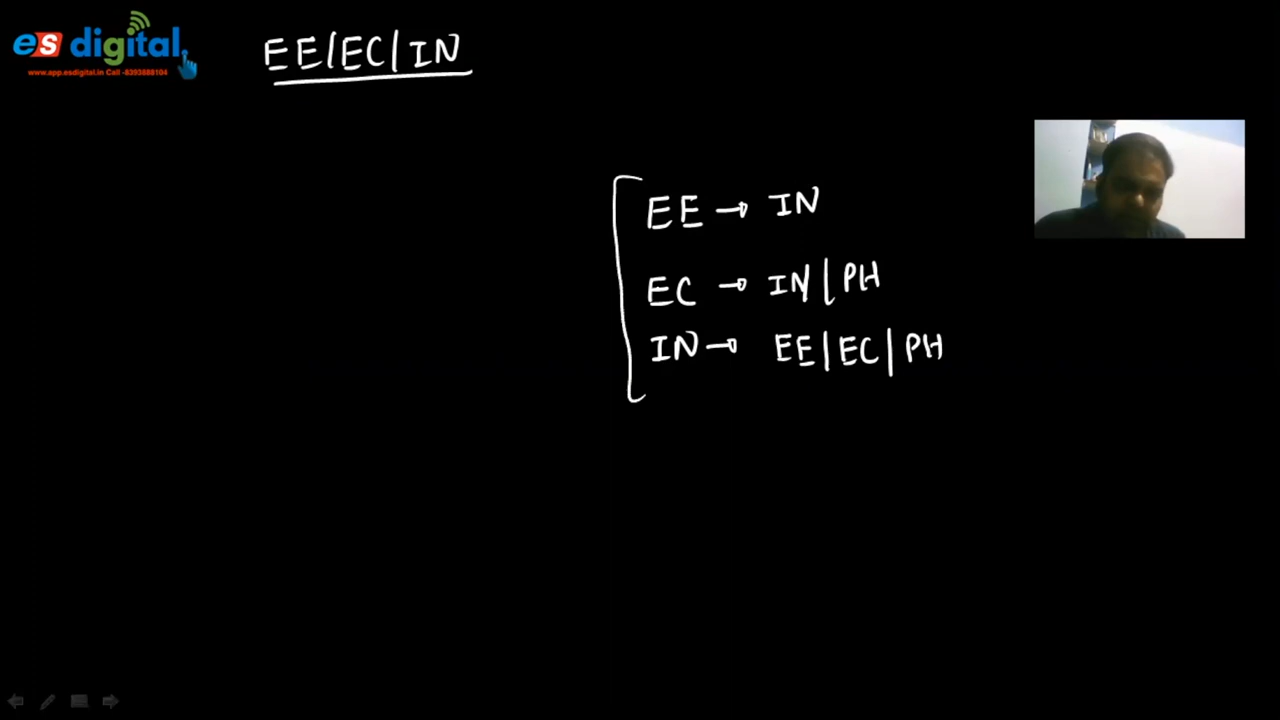 es digital
www.app.esdigital.in Call -8393888104
EE/EC/IN
EE → IN
EC → IN | PH
IN → EE | EC | PH